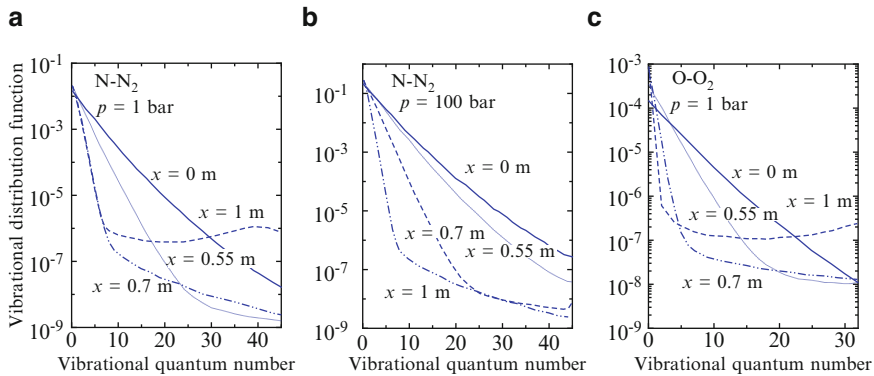 a
Vibrational distribution function
10⁻¹
10⁻³
10⁻⁵
10⁻⁷
10⁻⁹
N-N₂
p = 1 bar
x = 0 m
x = 1 m
x = 0.55 m
x = 0.7 m
0 10 20 30 40
Vibrational quantum number
b
10⁻¹
10⁻³
10⁻⁴
10⁻⁵
10⁻⁷
10⁻⁸
10⁻⁹
N-N₂
p = 100 bar
x = 0 m
x = 0.7 m
x = 0.55 m
x = 1 m
0 10 20 30 40
Vibrational quantum number
c
10⁻³
10⁻⁴
10⁻⁵
10⁻⁶
10⁻⁷
10⁻⁸
10⁻⁹
O-O₂
p = 1 bar
x = 0 m
x = 1 m
x = 0.55 m
x = 0.7 m
0 10 20 30
Vibrational quantum number